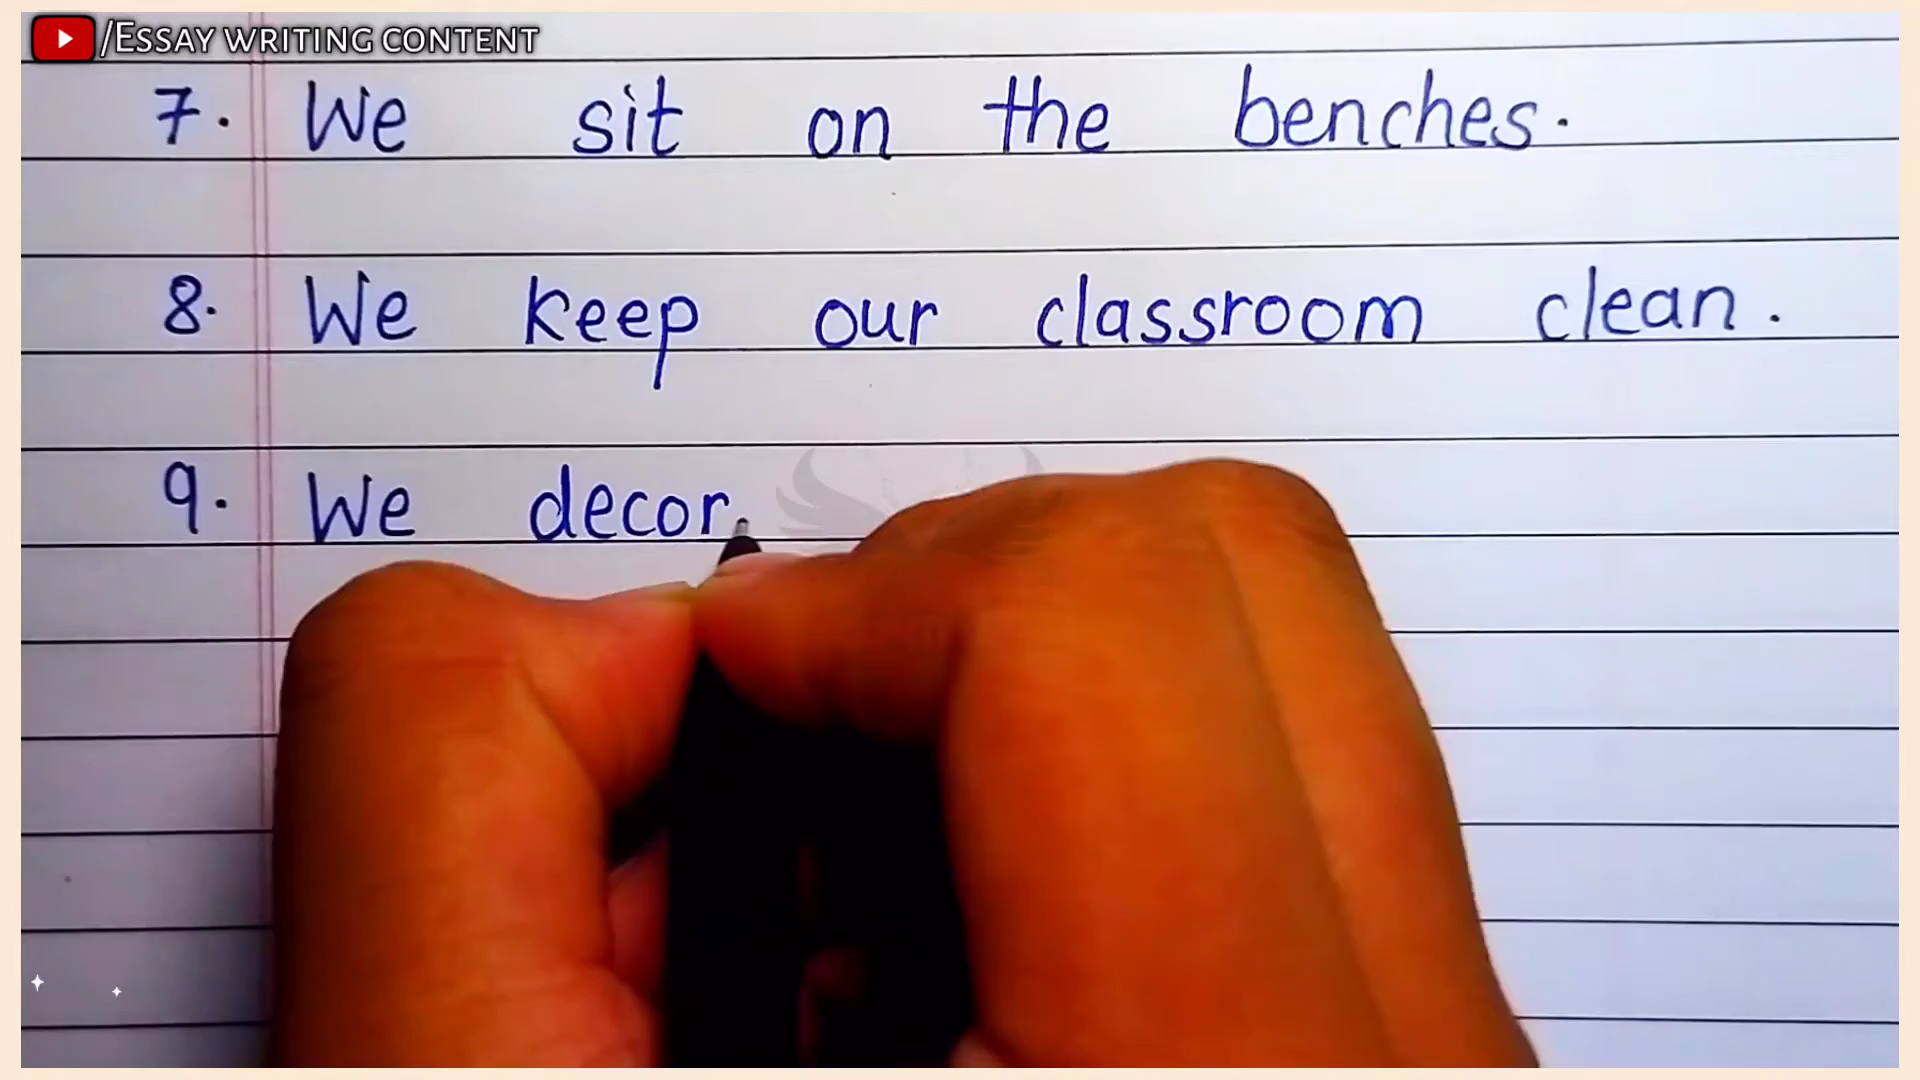 /ESSAY WRITING CONTENT
7. We sit on the benches.
8. We keep our classroom clean.
9. We decor